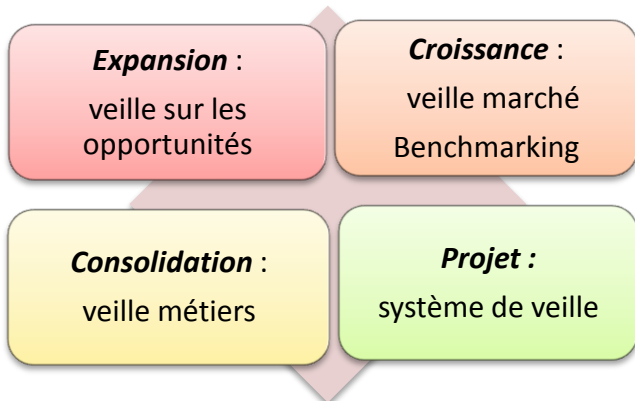 Expansion :
veille sur les
opportunités
Croissance :
veille marché
Benchmarking
Consolidation :
veille métiers
Projet :
système de veille